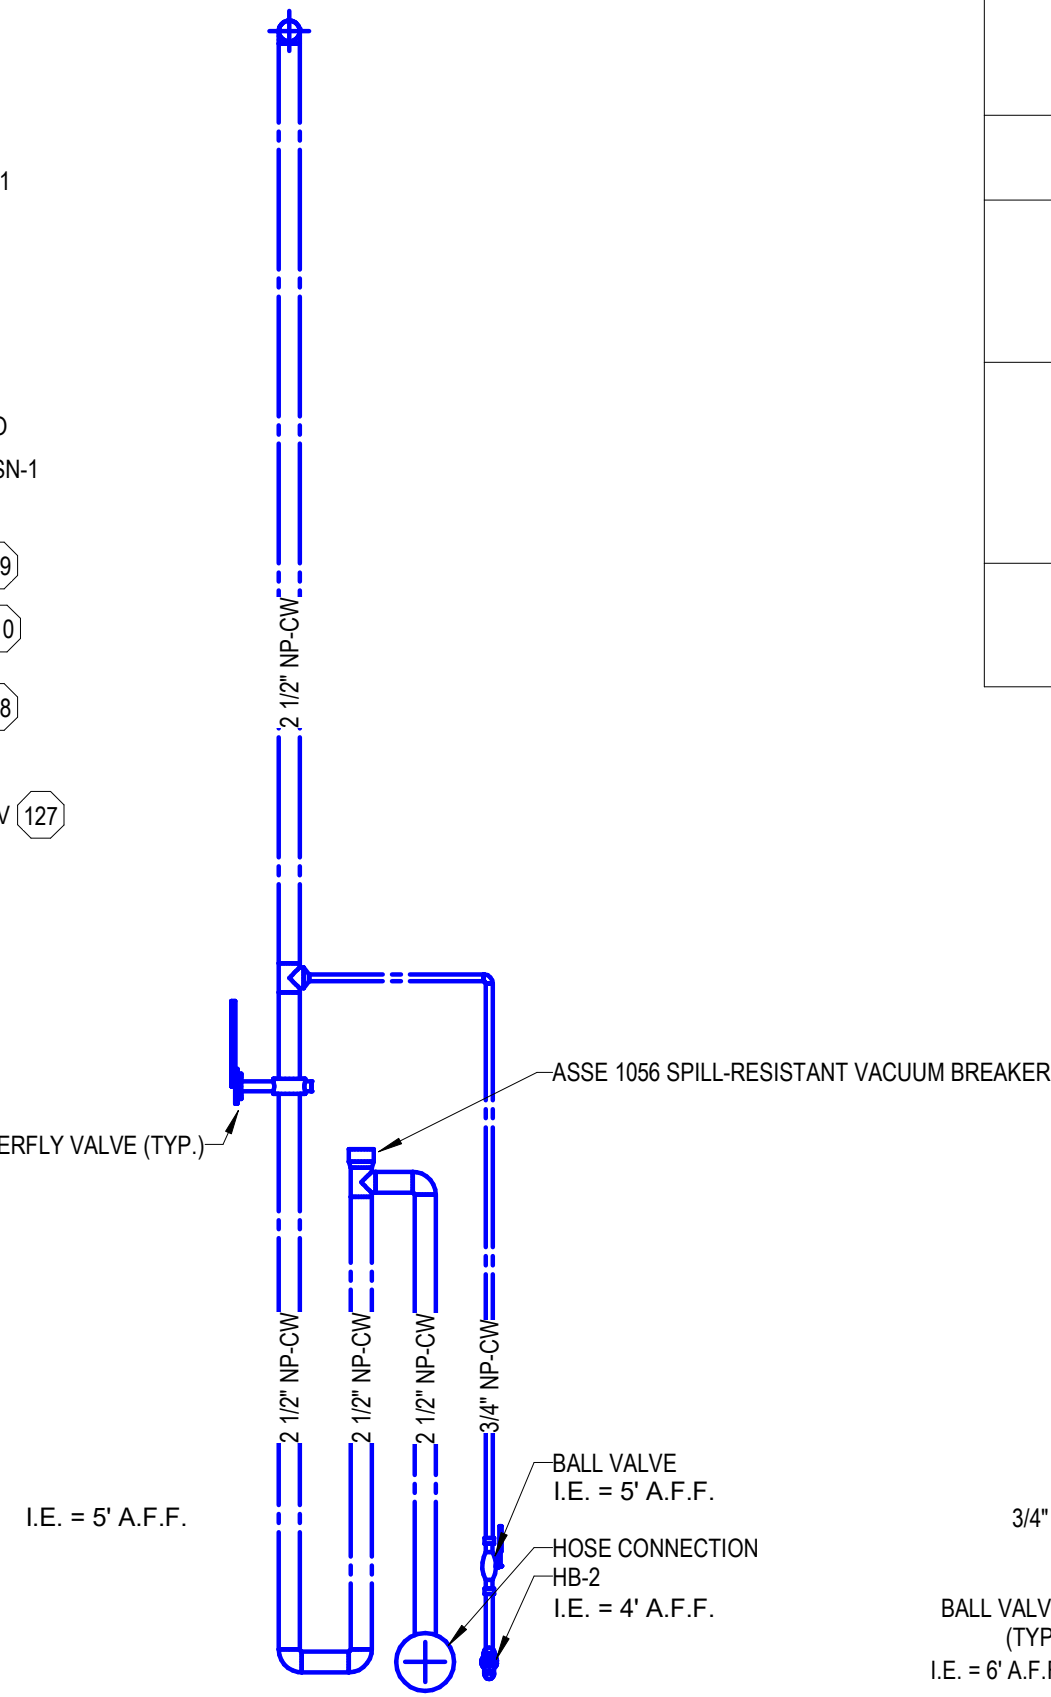 1
SN-1
9
0
8
127
2 1/2" NP-CW
ASSE 1056 SPILL-RESISTANT VACUUM BREAKER
ERFLY VALVE (TYP.)
2 1/2" NP-CW
2 1/2" NP-CW
2 1/2" NP-CW
3/4" NP-CW
BALL VALVE
I.E. = 5' A.F.F.
I.E. = 5' A.F.F.
3/4"
HOSE CONNECTION
HB-2
I.E. = 4' A.F.F.
BALL VALV
(TYP
I.E. = 6' A.F.F